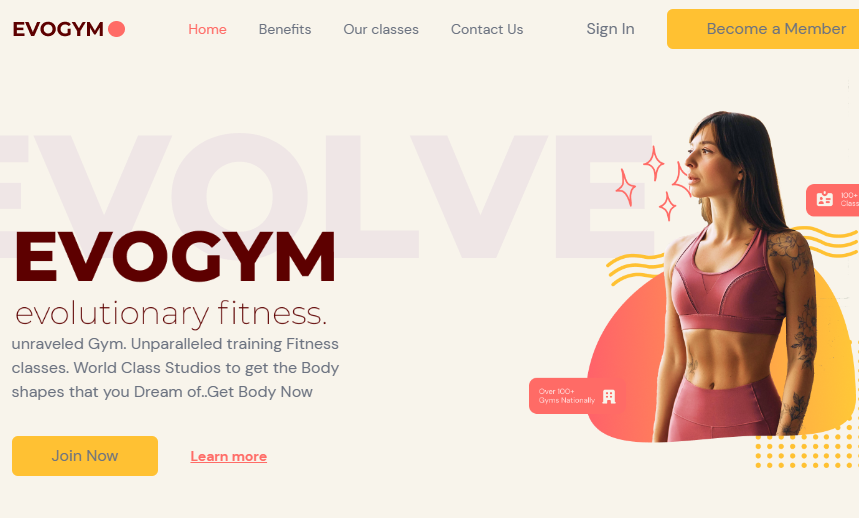 EVOGYM
Home Benefits Our classes Contact Us
Sign In
Become a Member
EVOLVE
EVOGYM
evolutionary fitness.
unraveled Gym. Unparalleled training Fitness
classes. World Class Studios to get the Body
shapes that you Dream of..Get Body Now
Join Now
Learn more
100+
Over 100+
Gyms Nationally